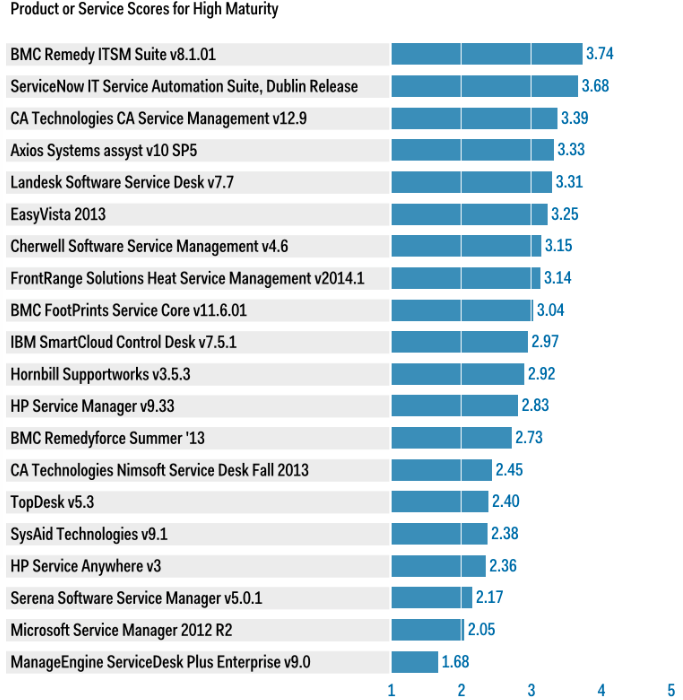 Product or Service Scores for High Maturity
BMC Remedy ITSM Suite v8.1.01 3.74
ServiceNow IT Service Automation Suite, Dublin Release 3.68
CA Technologies CA Service Management v12.9 3.39
Axios Systems assyst v10 SP5 3.33
Landesk Software Service Desk v7.7 3.31
EasyVista 2013 3.25
Cherwell Software Service Management v4.6 3.15
FrontRange Solutions Heat Service Management v2014.1 3.14
BMC FootPrints Service Core v11.6.01 3.04
IBM SmartCloud Control Desk v7.5.1 2.97
Hornbill Supportworks v3.5.3 2.92
HP Service Manager v9.33 2.83
BMC Remedyforce Summer '13 2.73
CA Technologies Nimsoft Service Desk Fall 2013 2.45
TopDesk v5.3 2.40
SysAid Technologies v9.1 2.38
HP Service Anywhere v3 2.36
Serena Software Service Manager v5.0.1 2.17
Microsoft Service Manager 2012 R2 2.05
ManageEngine ServiceDesk Plus Enterprise v9.0 1.68
1 2 3 4 5